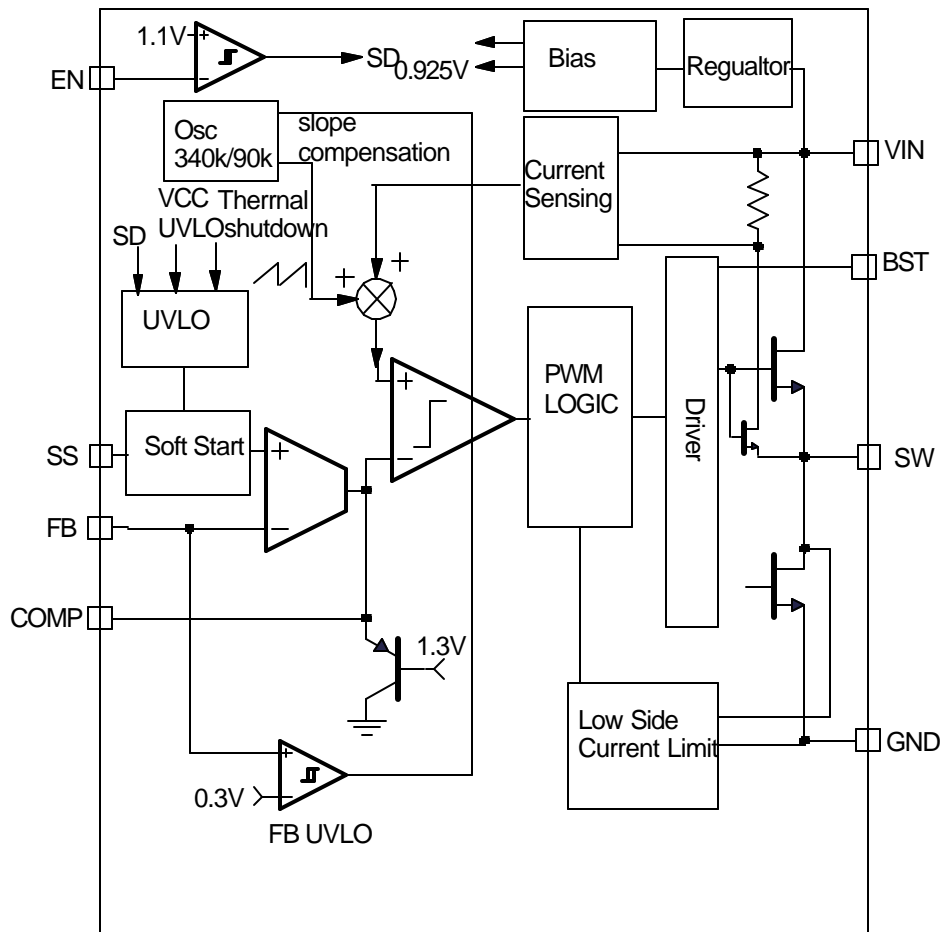 1.1V
+
−
EN
SD
0.925V
Bias
Regualtor
Osc
340k/90k
slope
compensation
Current
Sensing
VIN
VCC
UVLO
Therrnal
shutdown
SD
+
+
BST
UVLO
PWM
LOGIC
Driver
+
−
SS
Soft Start
+
−
SW
FB
COMP
1.3V
Low Side
Current Limit
GND
+
−
0.3V
FB UVLO